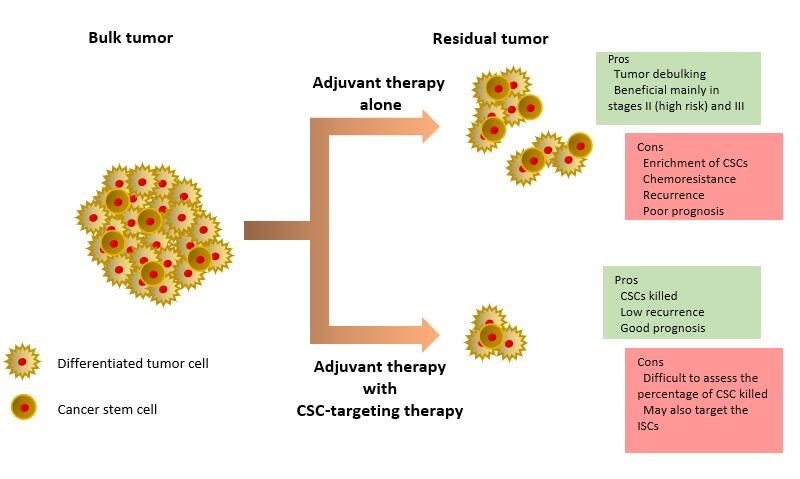 Bulk tumor
Residual tumor
Adjuvant therapy
alone
Pros
Tumor debulking
Beneficial mainly in
stages II (high risk) and III
Cons
Enrichment of CSCs
Chemoresistance
Recurrence
Poor prognosis
Pros
CSCs killed
Low recurrence
Good prognosis
Adjuvant therapy
with
CSC-targeting therapy
Cons
Difficult to assess the
percentage of CSC killed
May also target the
ISCs
Differentiated tumor cell
Cancer stem cell